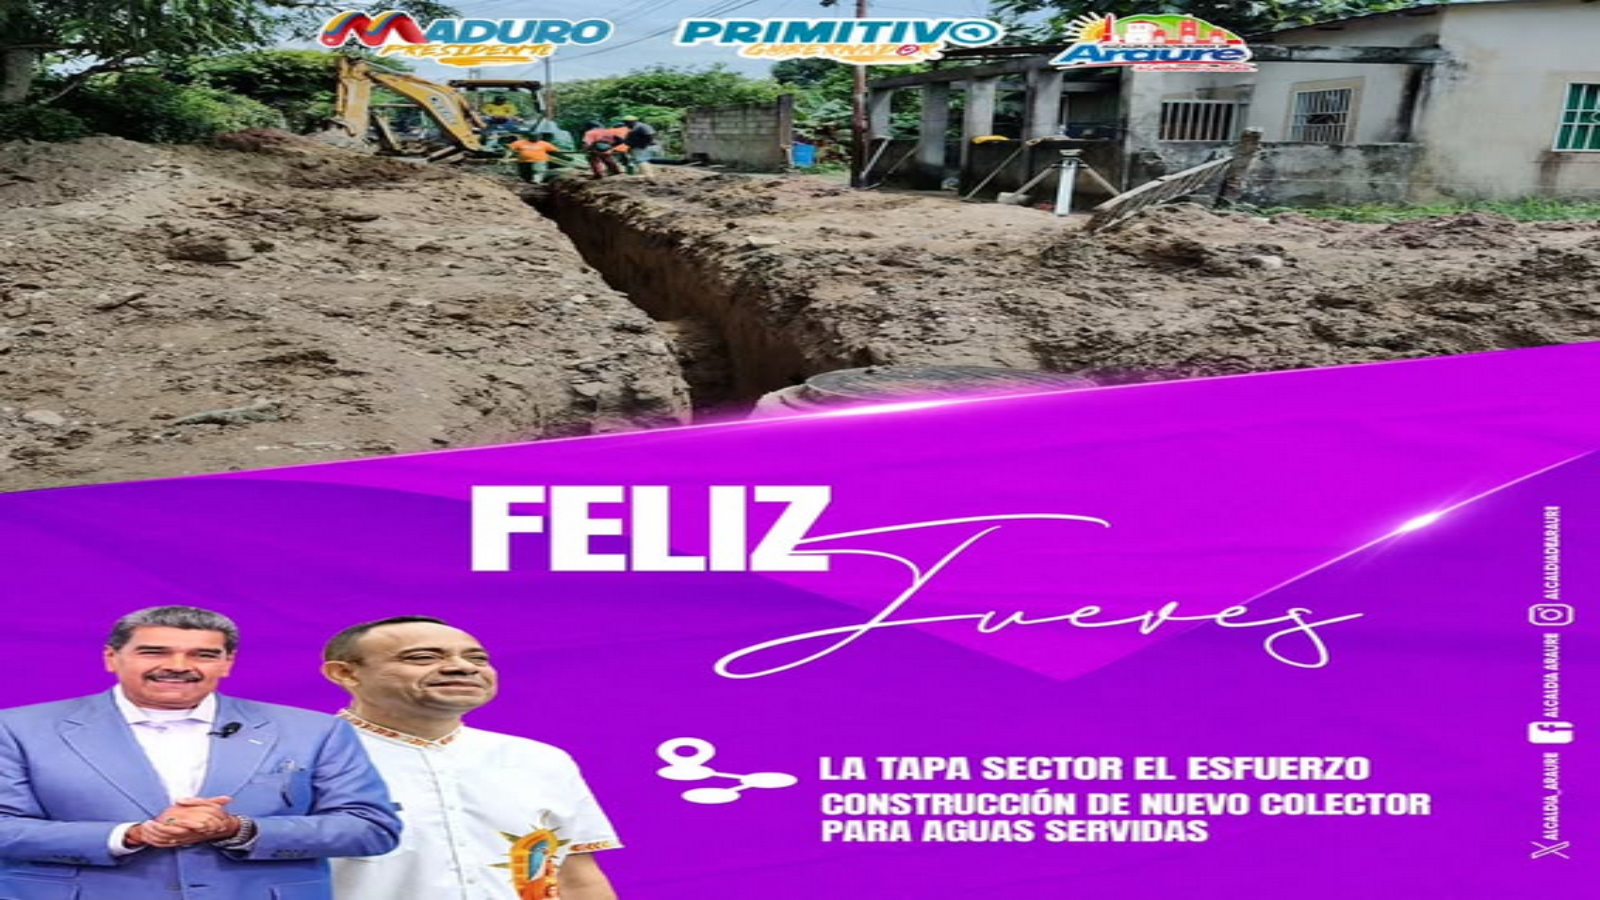 MADURO
PRESIDENTE
PRIMITIVO
GOBERNADOR
Araure
FELIZ
Jueves
LA TAPA SECTOR EL ESFUERZO
CONSTRUCCIÓN DE NUEVO COLECTOR
PARA AGUAS SERVIDAS
ALCALDIA_ARAURE
ALCALDIA ARAURE
ALCALDIADEARAURE